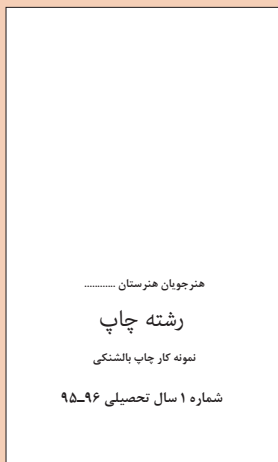 هنرجویان هنرستان ............
رشته چاپ
نمونه کار چاپ بالشتکی
شماره ۱ سال تحصیلی ۹۶ـ۹۵